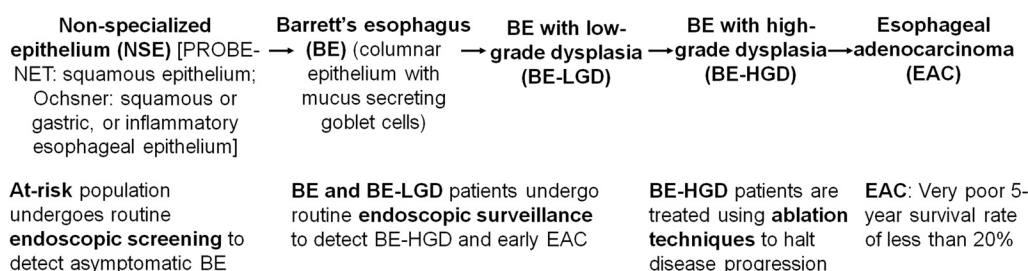 Non-specialized
epithelium (NSE) [PROBE-
NET: squamous epithelium;
Ochsner: squamous or
gastric, or inflammatory
esophageal epithelium]
Barrett's esophagus
(BE) (columnar
epithelium with
mucus secreting
goblet cells)
BE with low-
grade dysplasia
(BE-LGD)
BE with high-
grade dysplasia
(BE-HGD)
Esophageal
adenocarcinoma
(EAC)
At-risk population
undergoes routine
endoscopic screening to
detect asymptomatic BE
BE and BE-LGD patients undergo
routine endoscopic surveillance
to detect BE-HGD and early EAC
BE-HGD patients are
treated using ablation
techniques to halt
disease progression
EAC: Very poor 5-
year survival rate
of less than 20%